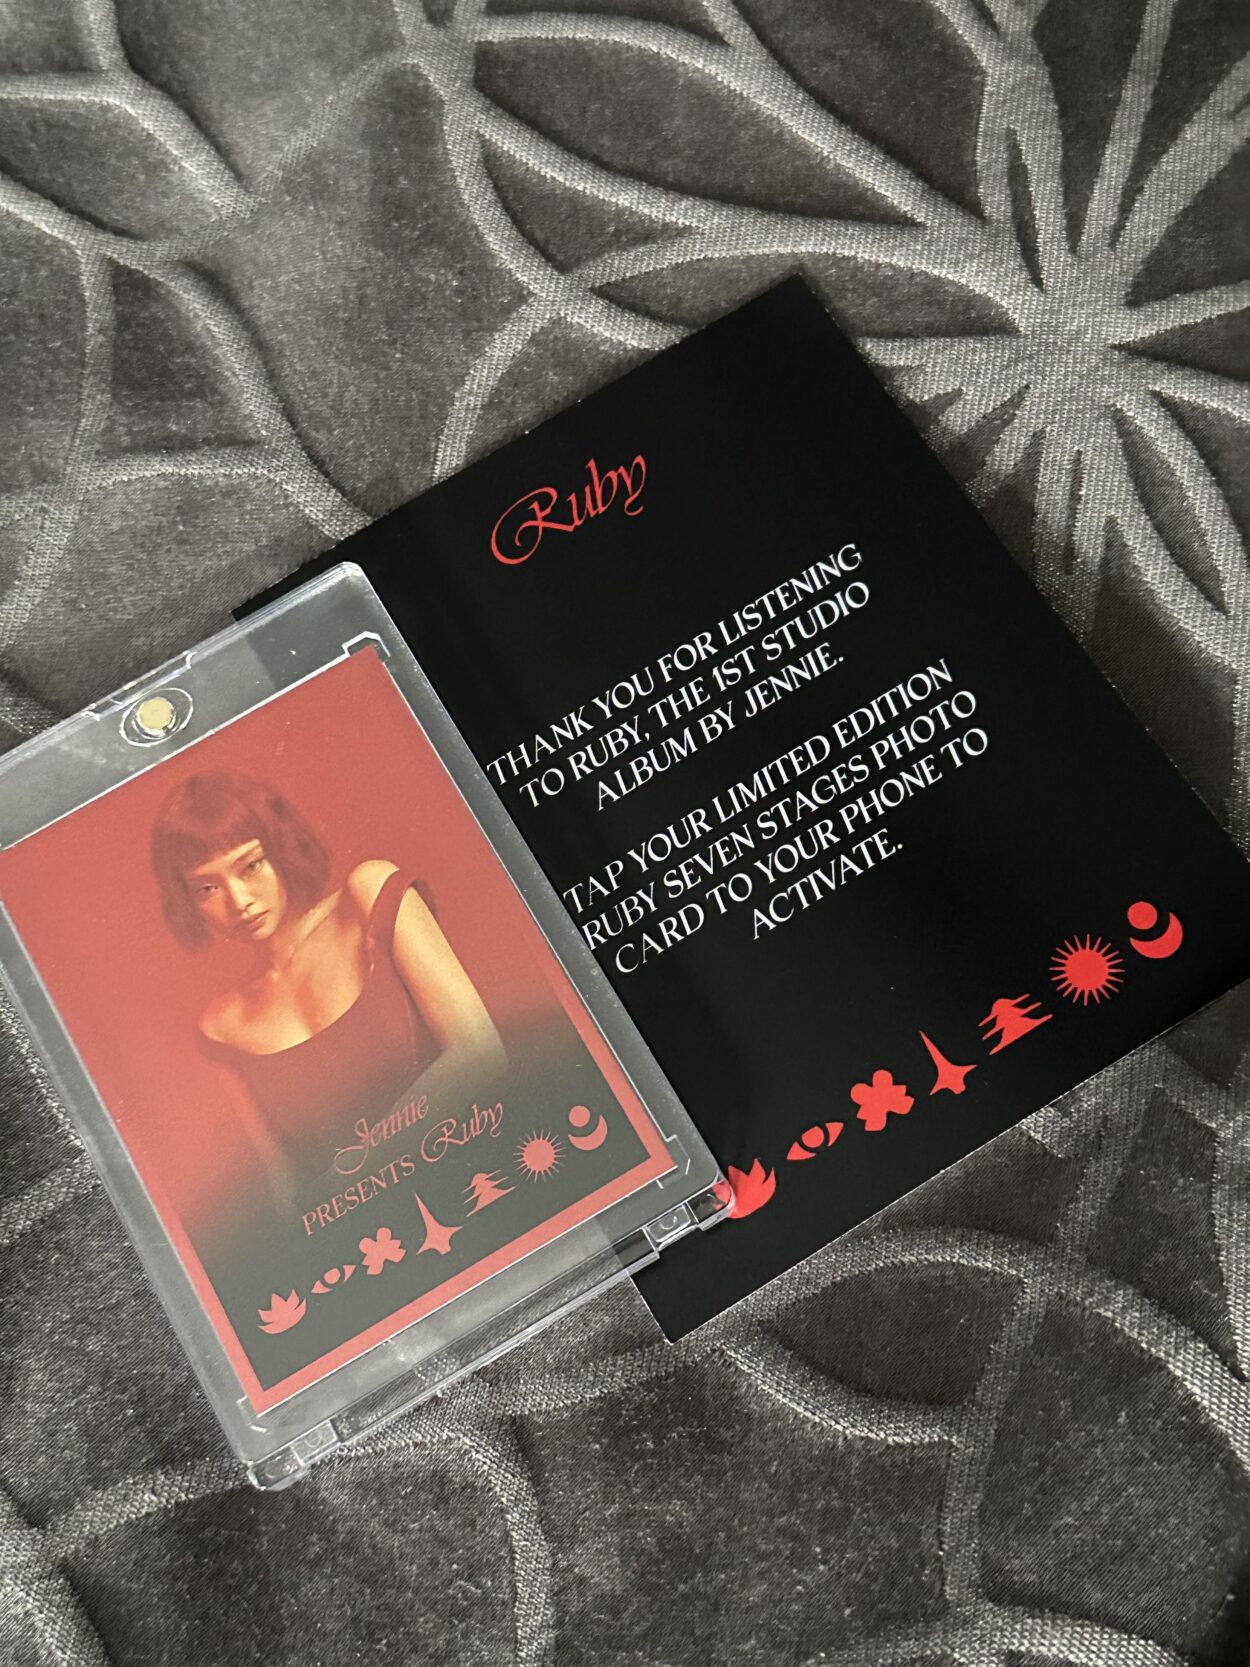 Ruby
THANK YOU FOR LISTENING
TO RUBY, THE 1ST STUDIO
ALBUM BY JENNIE.
TAP YOUR LIMITED EDITION
RUBY SEVEN STAGES PHOTO
CARD TO YOUR PHONE TO
ACTIVATE.
Jennie
PRESENTS Ruby